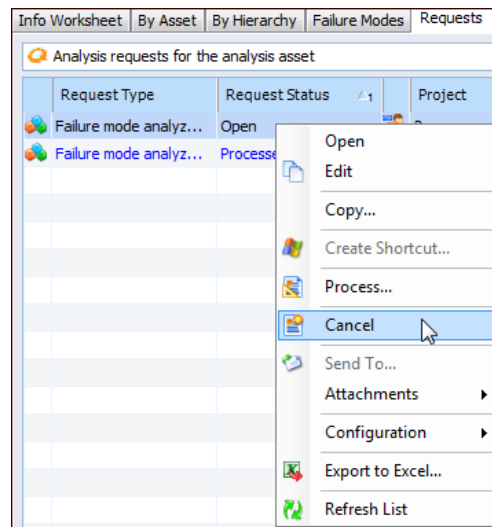 Info Worksheet By Asset By Hierarchy Failure Modes Requests
Analysis requests for the analysis asset
Request Type Request Status 1 Project
Failure mode analyz... Open
Failure mode analyz...
Open
Edit
Copy...
Create Shortcut...
Process...
Cancel
Send To...
Attachments
Configuration
Export to Excel...
Refresh List